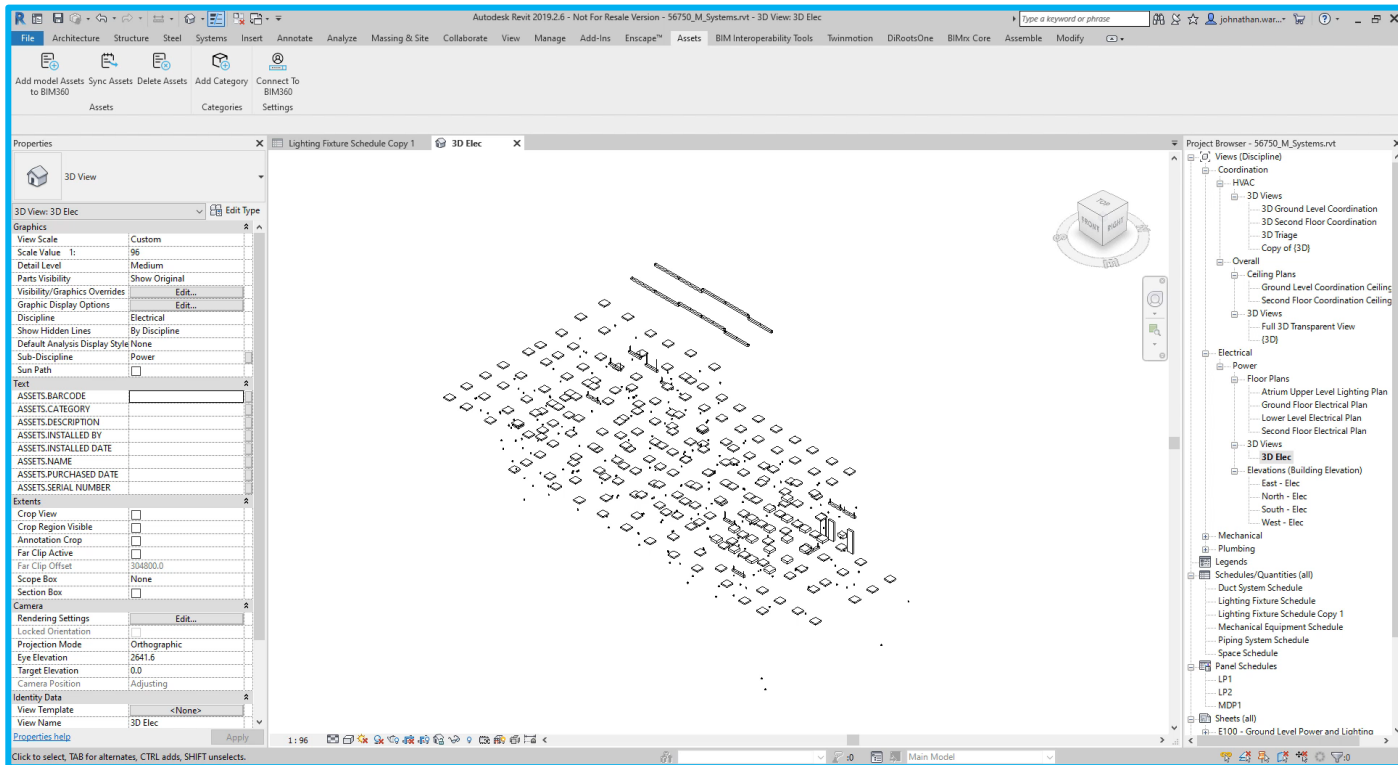 Autodesk Revit 2019.2.6 - Not For Resale Version - 56750_M_Systems.rvt - 3D View: 3D Elec
Type a keyword or phrase
johnathan.war...
File Architecture Structure Steel Systems Insert Annotate Analyze Massing & Site Collaborate View Manage Add-Ins Enscape™ Assets BIM Interoperability Tools Twinmotion DiRootsOne BIMrx Core Assemble Modify
Add model Assets Sync Assets Delete Assets Add Category Connect To
to BIM360 BIM360
Assets Categories Settings
Properties
Lighting Fixture Schedule Copy 1
3D Elec
3D View
3D View: 3D Elec Edit Type
Graphics
View Scale Custom
Scale Value 1: 96
Detail Level Medium
Parts Visibility Show Original
Visibility/Graphics Overrides Edit...
Graphic Display Options Edit...
Discipline Electrical
Show Hidden Lines By Discipline
Default Analysis Display Style None
Sub-Discipline Power
Sun Path
Text
ASSETS.BARCODE
ASSETS.CATEGORY
ASSETS.DESCRIPTION
ASSETS.INSTALLED BY
ASSETS.INSTALLED DATE
ASSETS.NAME
ASSETS.PURCHASED DATE
ASSETS.SERIAL NUMBER
Extents
Crop View
Crop Region Visible
Annotation Crop
Far Clip Active
Far Clip Offset 304800.0
Scope Box None
Section Box
Camera
Rendering Settings Edit...
Locked Orientation
Projection Mode Orthographic
Eye Elevation 2641.6
Target Elevation 0.0
Camera Position Adjusting
Identity Data
View Template <None>
View Name 3D Elec
Properties help Apply
TOP
FRONT RIGHT
1 : 96
Project Browser - 56750_M_Systems.rvt
Views (Discipline)
Coordination
HVAC
3D Views
3D Ground Level Coordination
3D Second Floor Coordination
3D Triage
Copy of {3D}
Overall
Ceiling Plans
Ground Level Coordination Ceiling
Second Floor Coordination Ceiling
3D Views
Full 3D Transparent View
{3D}
Electrical
Power
Floor Plans
Atrium Upper Level Lighting Plan
Ground Floor Electrical Plan
Lower Level Electrical Plan
Second Floor Electrical Plan
3D Views
3D Elec
Elevations (Building Elevation)
East - Elec
North - Elec
South - Elec
West - Elec
Mechanical
Plumbing
Legends
Schedules/Quantities (all)
Duct System Schedule
Lighting Fixture Schedule
Lighting Fixture Schedule Copy 1
Mechanical Equipment Schedule
Piping System Schedule
Space Schedule
Panel Schedules
LP1
LP2
MDP1
Sheets (all)
E100 - Ground Level Power and Lighting
Click to select, TAB for alternates, CTRL adds, SHIFT unselects.
:0
Main Model
:0